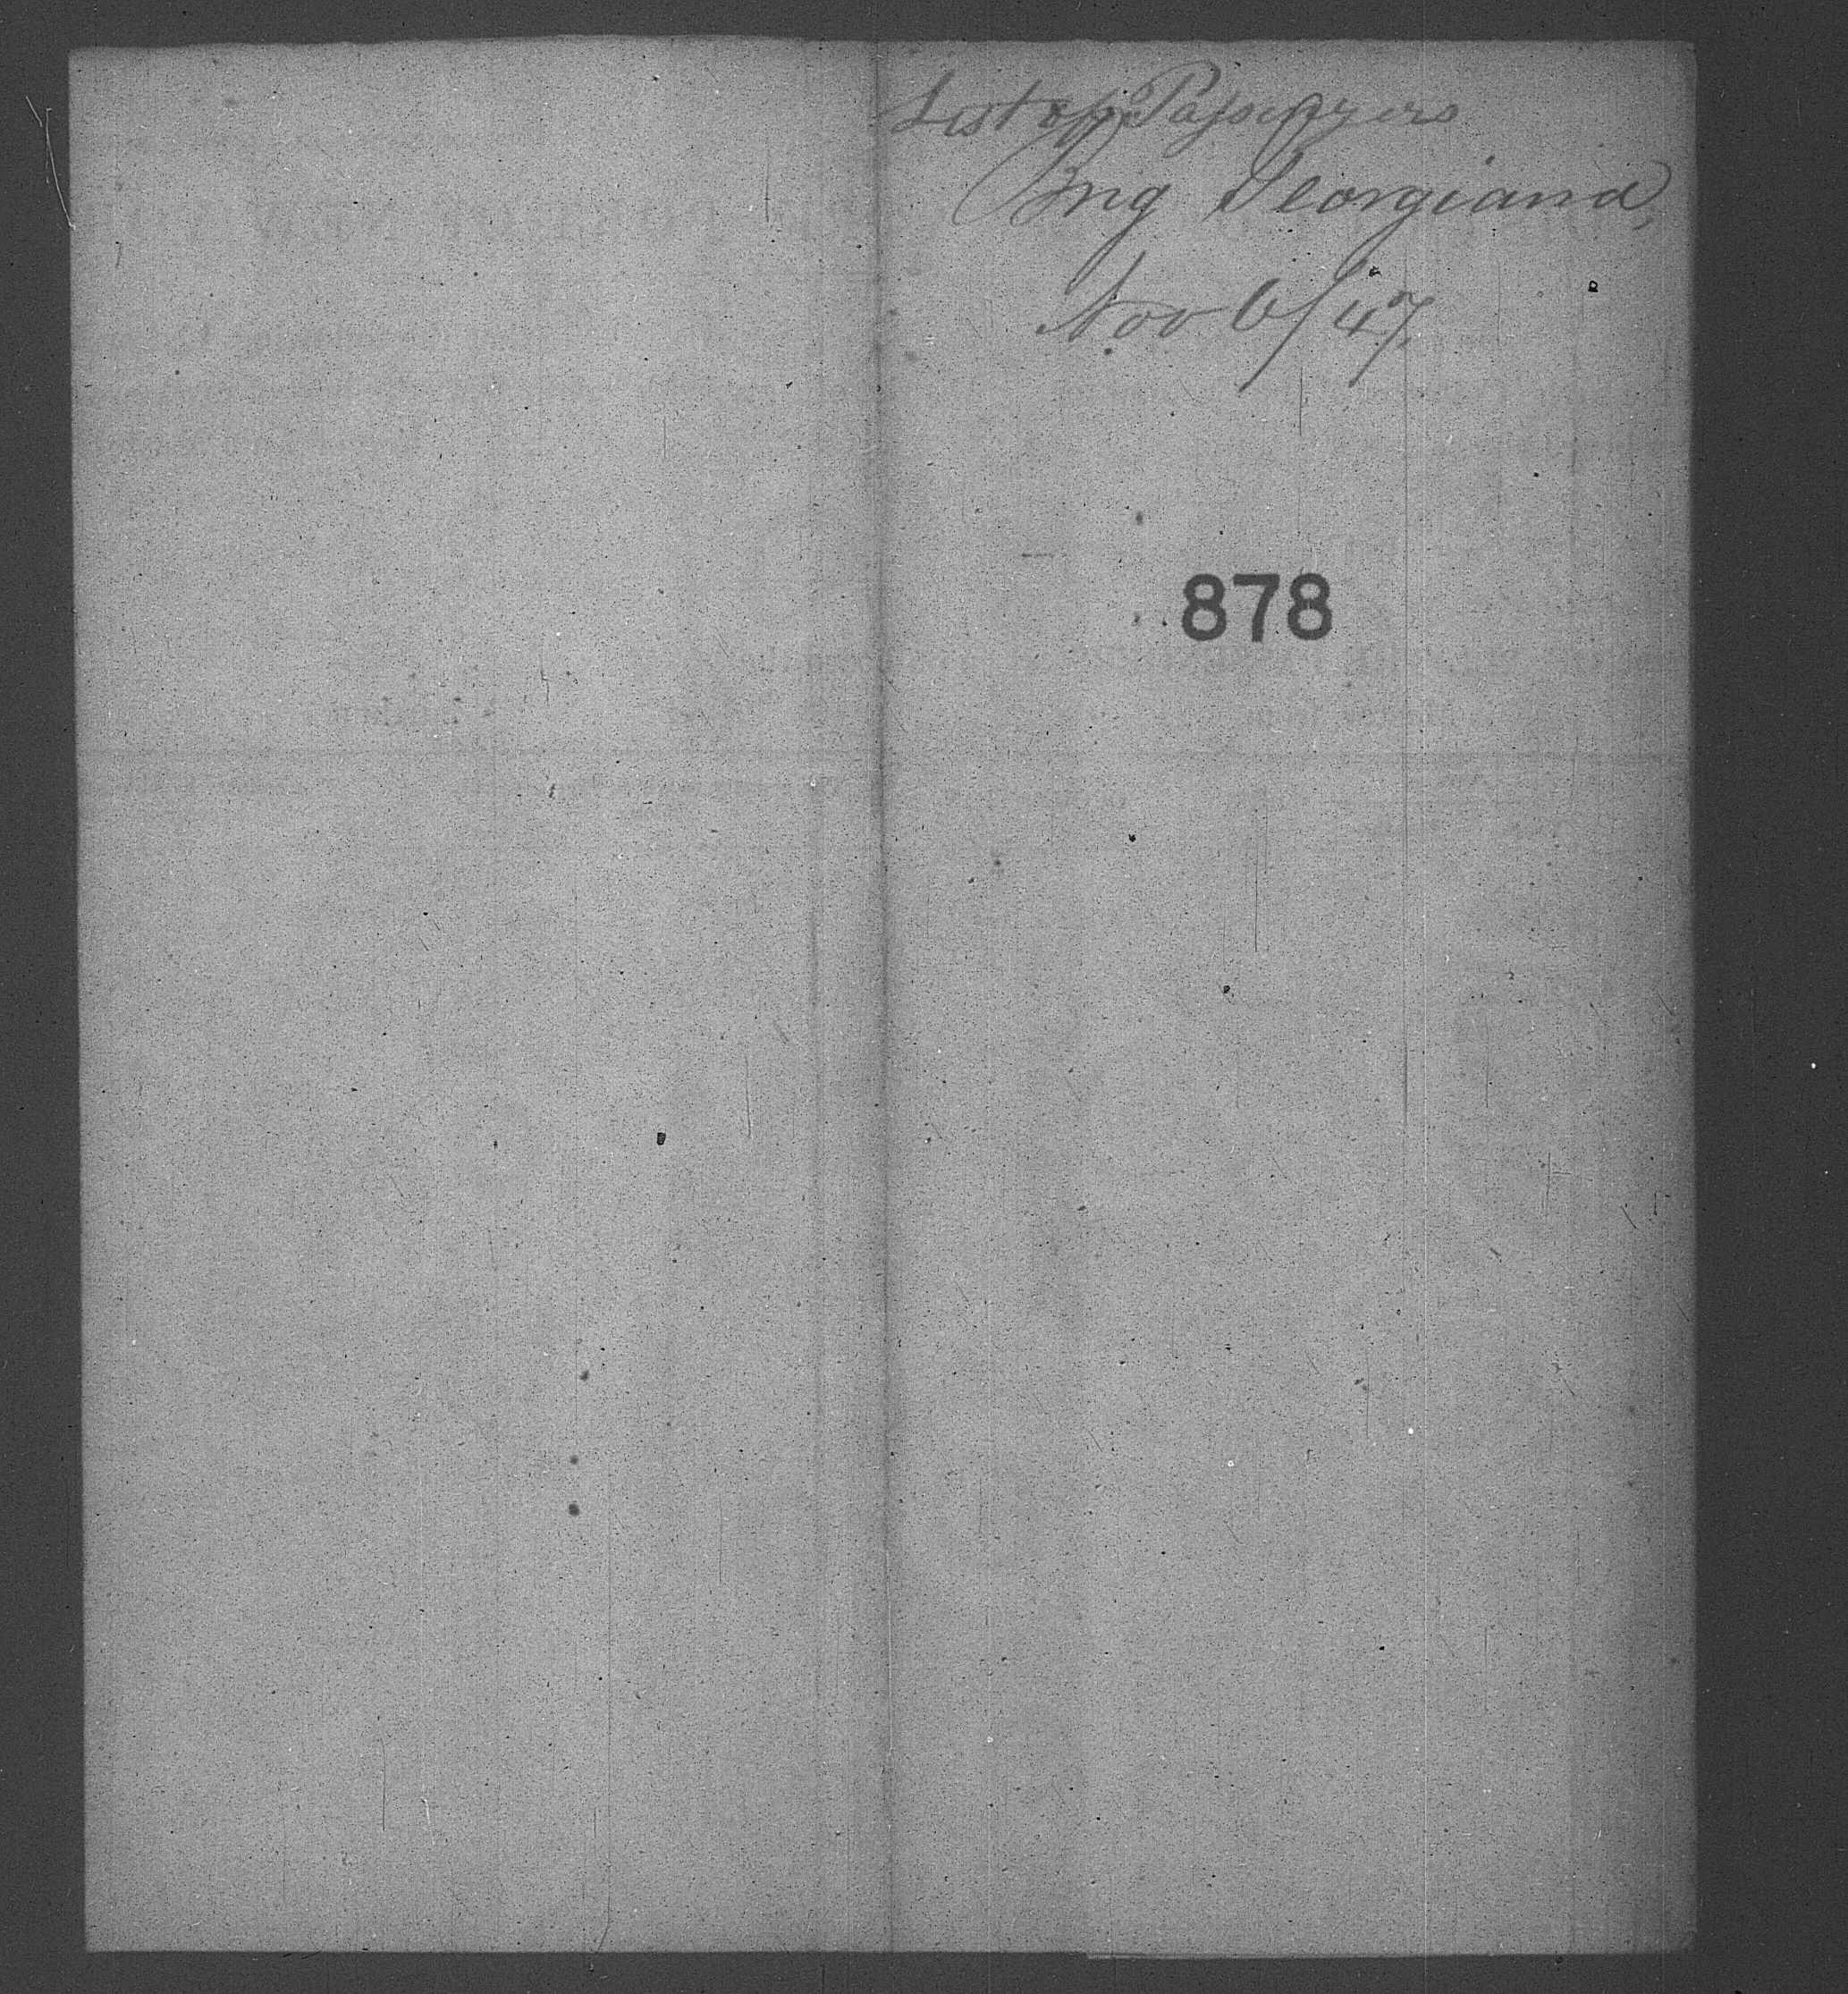 List of Passengers
Brig Georgiana,
Nov 6/47.
878